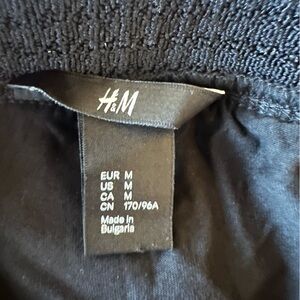 H&M
EUR M
US M
CA M
CN 170/96A
Made in
Bulgaria